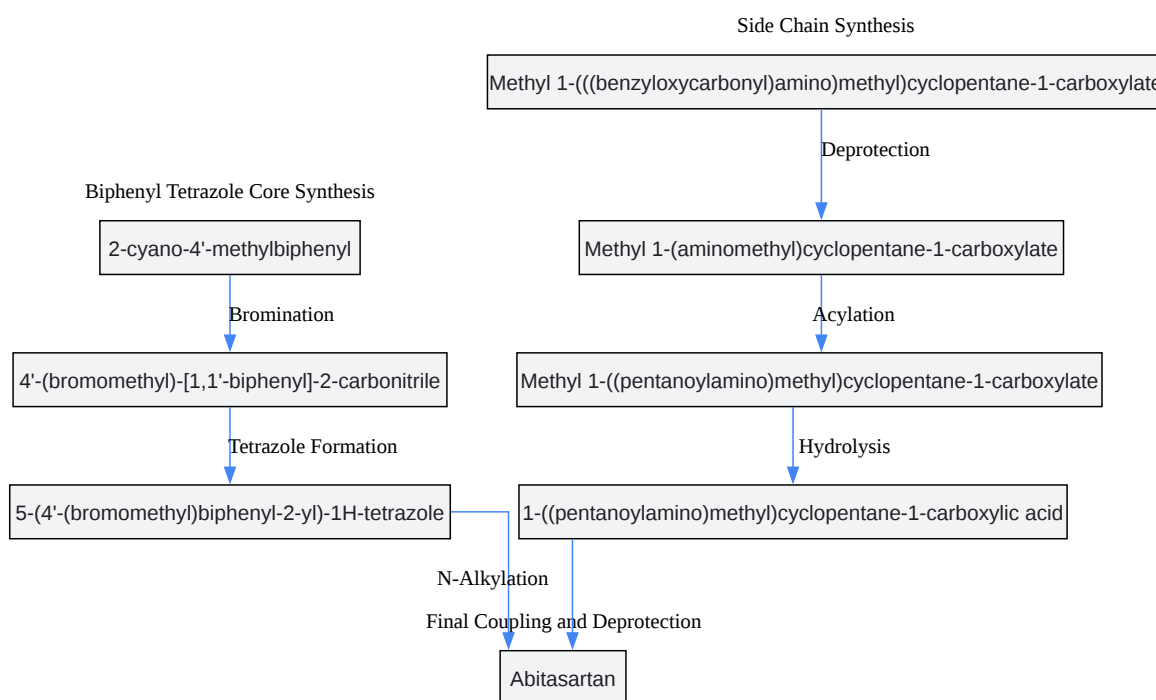 Side Chain Synthesis
Methyl 1-(((benzyloxycarbonyl)amino)methyl)cyclopentane-1-carboxylate
Deprotection
Biphenyl Tetrazole Core Synthesis
2-cyano-4'-methylbiphenyl
Methyl 1-(aminomethyl)cyclopentane-1-carboxylate
Bromination
Acylation
4'-(bromomethyl)-[1,1'-biphenyl]-2-carbonitrile
Methyl 1-((pentanoylamino)methyl)cyclopentane-1-carboxylate
Tetrazole Formation
Hydrolysis
5-(4'-(bromomethyl)biphenyl-2-yl)-1H-tetrazole
1-((pentanoylamino)methyl)cyclopentane-1-carboxylic acid
N-Alkylation
Final Coupling and Deprotection
Abitasartan